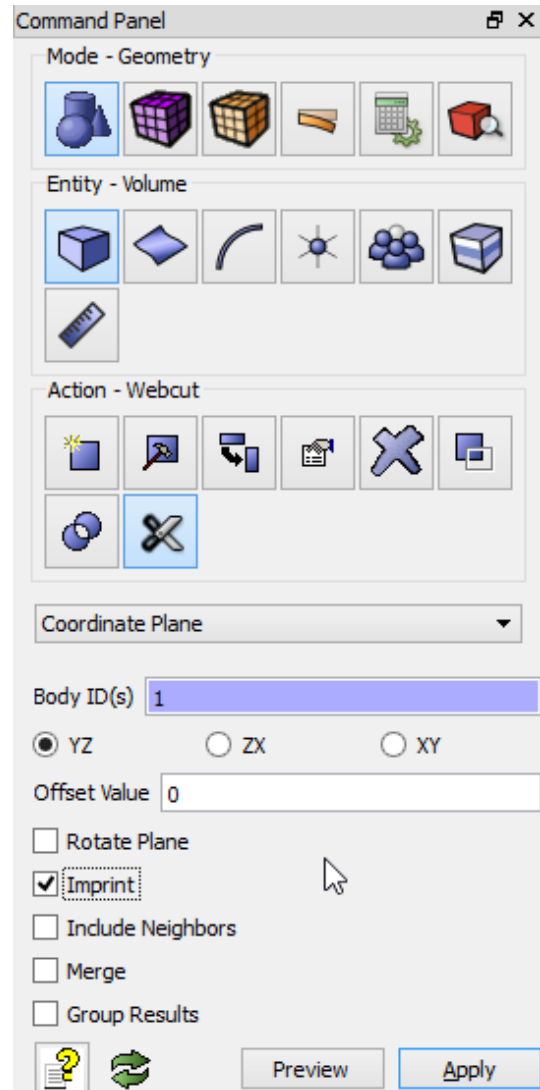 Command Panel
Mode - Geometry
Entity - Volume
Action - Webcut
Coordinate Plane
Body ID(s) 1
YZ ZX XY
Offset Value 0
Rotate Plane
Imprint
Include Neighbors
Merge
Group Results
Preview Apply